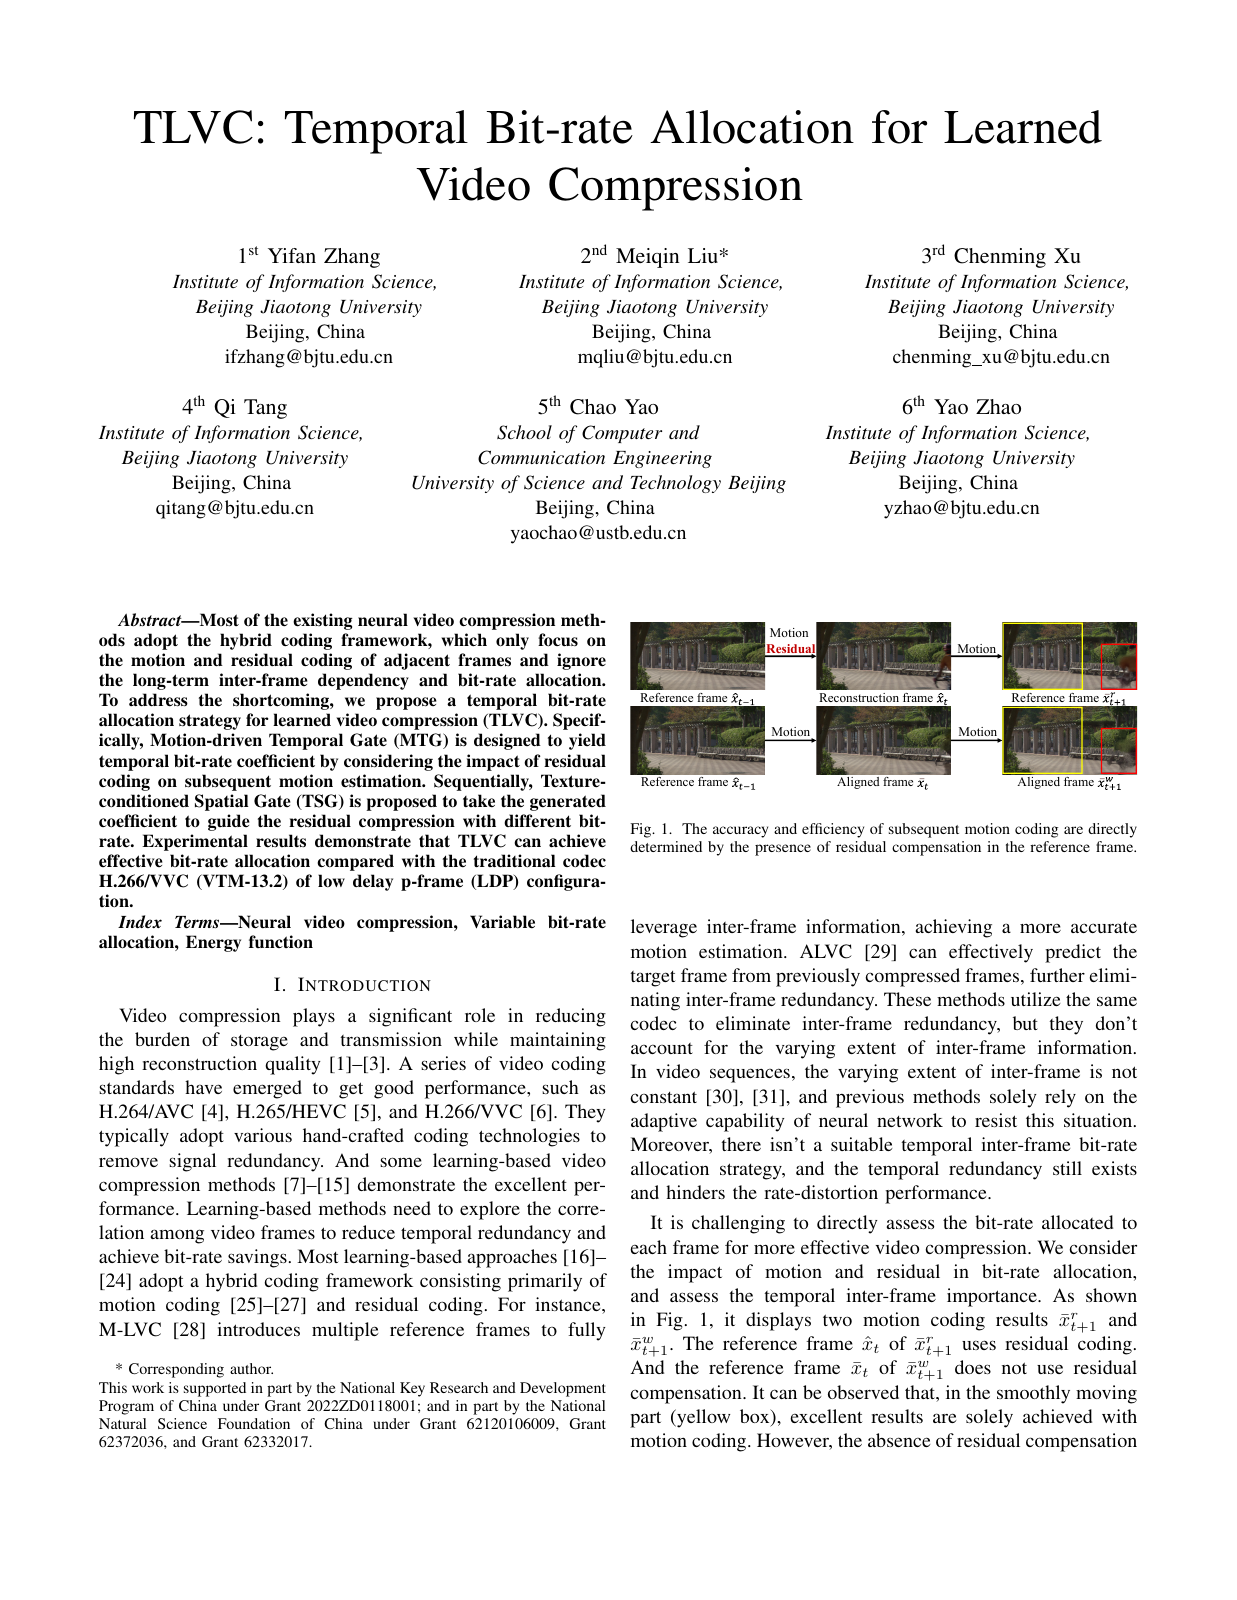 TLVC: Temporal Bit-rate Allocation for Learned
Video Compression
1st Yifan Zhang
Institute of Information Science,
Beijing Jiaotong University
Beijing, China
ifzhang@bjtu.edu.cn
2nd Meiqin Liu*
Institute of Information Science,
Beijing Jiaotong University
Beijing, China
mqliu@bjtu.edu.cn
3rd Chenming Xu
Institute of Information Science,
Beijing Jiaotong University
Beijing, China
chenming_xu@bjtu.edu.cn
4th Qi Tang
Institute of Information Science,
Beijing Jiaotong University
Beijing, China
qitang@bjtu.edu.cn
5th Chao Yao
School of Computer and
Communication Engineering
University of Science and Technology Beijing
Beijing, China
yaochao@ustb.edu.cn
6th Yao Zhao
Institute of Information Science,
Beijing Jiaotong University
Beijing, China
yzhao@bjtu.edu.cn
Abstract—Most of the existing neural video compression meth-
ods adopt the hybrid coding framework, which only focus on
the motion and residual coding of adjacent frames and ignore
the long-term inter-frame dependency and bit-rate allocation.
To address the shortcoming, we propose a temporal bit-rate
allocation strategy for learned video compression (TLVC). Specif-
ically, Motion-driven Temporal Gate (MTG) is designed to yield
temporal bit-rate coefficient by considering the impact of residual
coding on subsequent motion estimation. Sequentially, Texture-
conditioned Spatial Gate (TSG) is proposed to take the generated
coefficient to guide the residual compression with different bit-
rate. Experimental results demonstrate that TLVC can achieve
effective bit-rate allocation compared with the traditional codec
H.266/VVC (VTM-13.2) of low delay p-frame (LDP) configura-
tion.
Index Terms—Neural video compression, Variable bit-rate
allocation, Energy function
I. INTRODUCTION
Video compression plays a significant role in reducing
the burden of storage and transmission while maintaining
high reconstruction quality [1]–[3]. A series of video coding
standards have emerged to get good performance, such as
H.264/AVC [4], H.265/HEVC [5], and H.266/VVC [6]. They
typically adopt various hand-crafted coding technologies to
remove signal redundancy. And some learning-based video
compression methods [7]–[15] demonstrate the excellent per-
formance. Learning-based methods need to explore the corre-
lation among video frames to reduce temporal redundancy and
achieve bit-rate savings. Most learning-based approaches [16]–
[24] adopt a hybrid coding framework consisting primarily of
motion coding [25]–[27] and residual coding. For instance,
M-LVC [28] introduces multiple reference frames to fully
* Corresponding author.
This work is supported in part by the National Key Research and Development
Program of China under Grant 2022ZD0118001; and in part by the National
Natural Science Foundation of China under Grant 62120106009, Grant
62372036, and Grant 62332017.
Motion
Residual
Motion
Reference frame x̂_{t−1}
Reconstruction frame x̂_t
Reference frame x̄^r_{t+1}
Motion
Motion
Reference frame x̂_{t−1}
Aligned frame x̄_t
Aligned frame x̄^w_{t+1}
Fig. 1. The accuracy and efficiency of subsequent motion coding are directly
determined by the presence of residual compensation in the reference frame.
leverage inter-frame information, achieving a more accurate
motion estimation. ALVC [29] can effectively predict the
target frame from previously compressed frames, further elimi-
nating inter-frame redundancy. These methods utilize the same
codec to eliminate inter-frame redundancy, but they don't
account for the varying extent of inter-frame information.
In video sequences, the varying extent of inter-frame is not
constant [30], [31], and previous methods solely rely on the
adaptive capability of neural network to resist this situation.
Moreover, there isn't a suitable temporal inter-frame bit-rate
allocation strategy, and the temporal redundancy still exists
and hinders the rate-distortion performance.
It is challenging to directly assess the bit-rate allocated to
each frame for more effective video compression. We consider
the impact of motion and residual in bit-rate allocation,
and assess the temporal inter-frame importance. As shown
in Fig. 1, it displays two motion coding results x̄^r_{t+1} and
x̄^w_{t+1}. The reference frame x̂_t of x̄^r_{t+1} uses residual coding.
And the reference frame x̄_t of x̄^w_{t+1} does not use residual
compensation. It can be observed that, in the smoothly moving
part (yellow box), excellent results are solely achieved with
motion coding. However, the absence of residual compensation